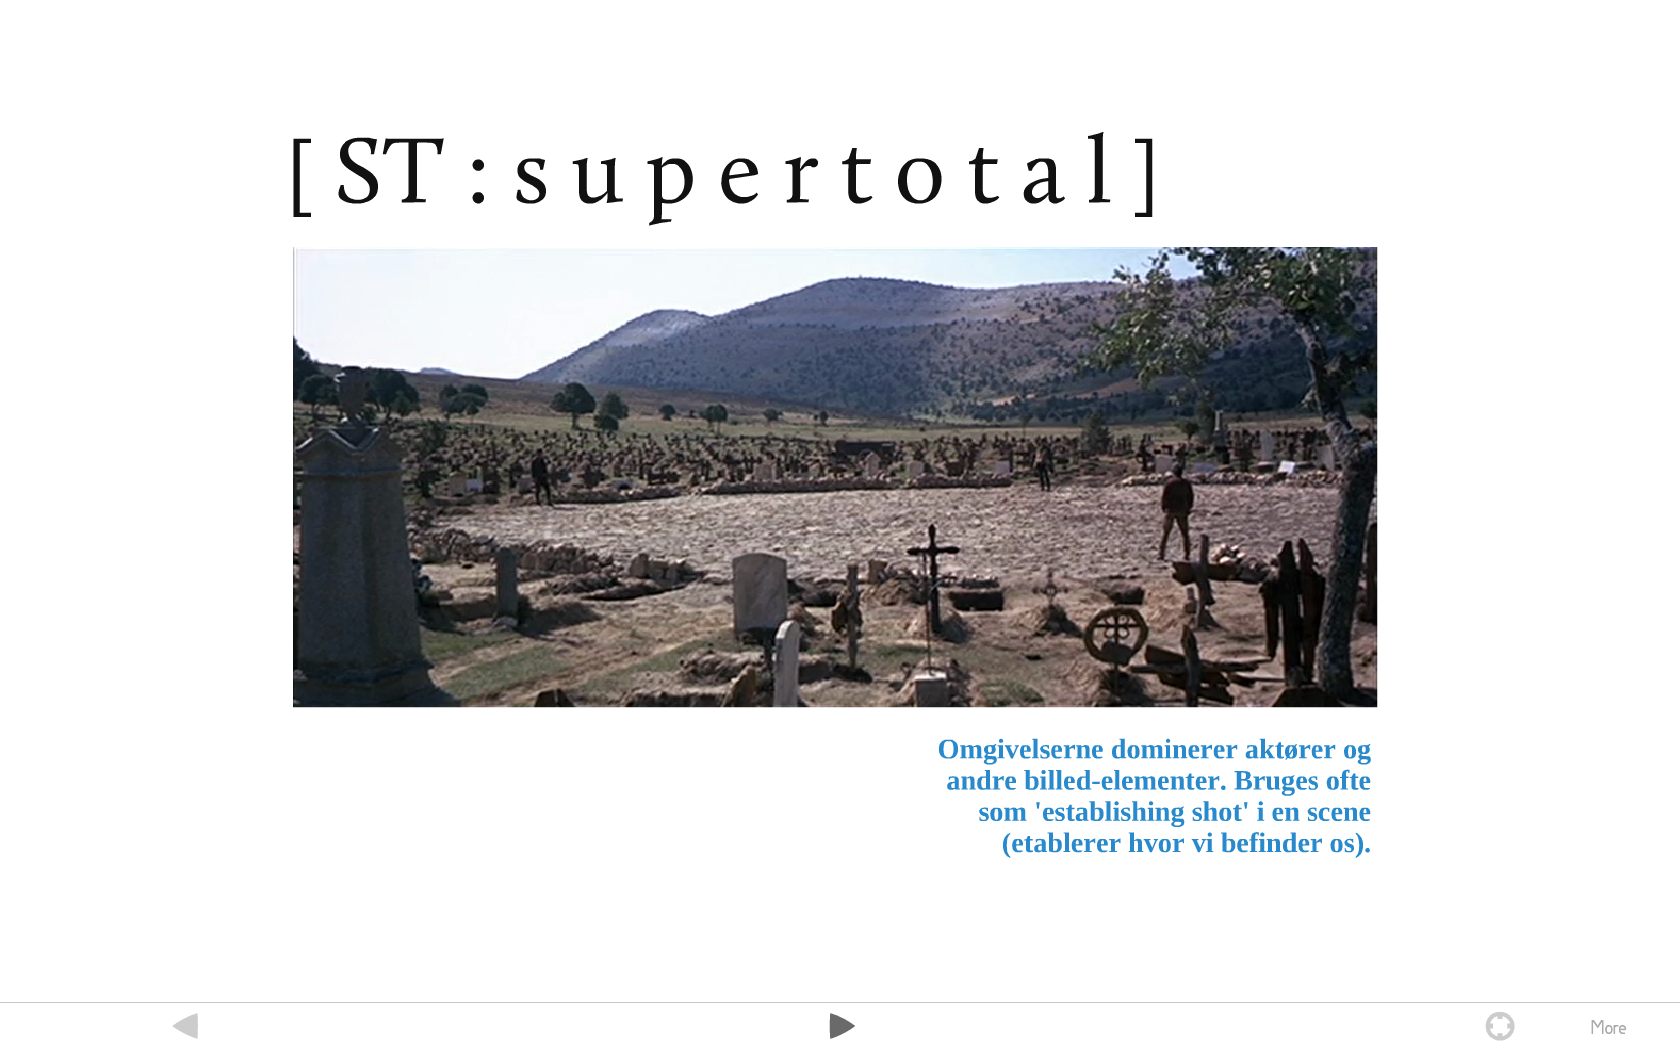 [ ST : s u p e r t o t a l ]
Omgivelserne dominerer aktører og
andre billed-elementer. Bruges ofte
som 'establishing shot' i en scene
(etablerer hvor vi befinder os).
More